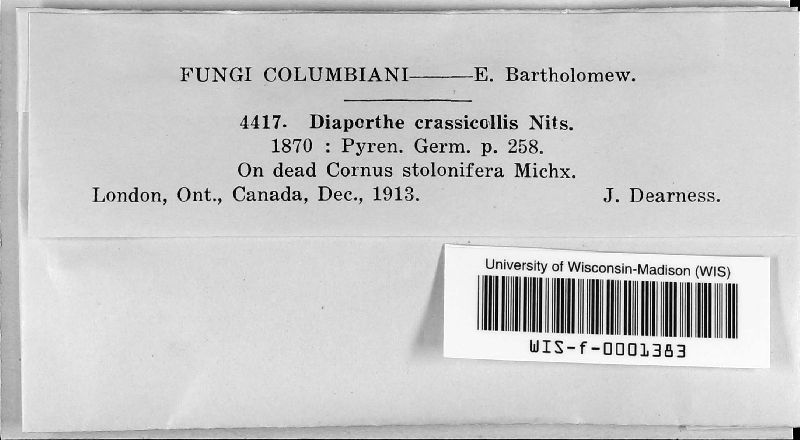 FUNGI COLUMBIANI——E. Bartholomew.
4417. Diaporthe crassicollis Nits.
1870 : Pyren. Germ. p. 258.
On dead Cornus stolonifera Michx.
London, Ont., Canada, Dec., 1913. J. Dearness.
University of Wisconsin-Madison (WIS)
WIS-f-0001383